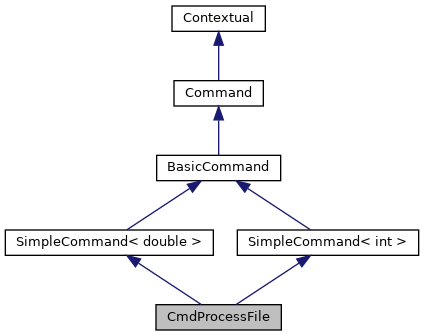 Contextual
Command
BasicCommand
SimpleCommand< double >
SimpleCommand< int >
CmdProcessFile